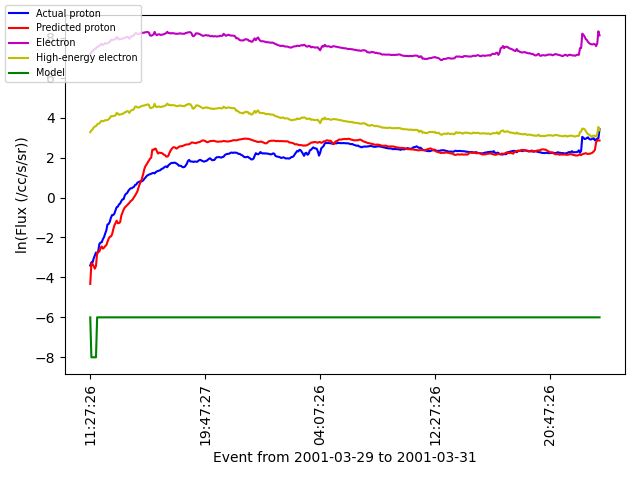 Actual proton
Predicted proton
Electron
High-energy electron
Model
8
6
4
2
0
−2
−4
−6
−8
ln(Flux (/cc/s/sr))
11:27:26
19:47:27
04:07:26
12:27:26
20:47:26
Event from 2001-03-29 to 2001-03-31